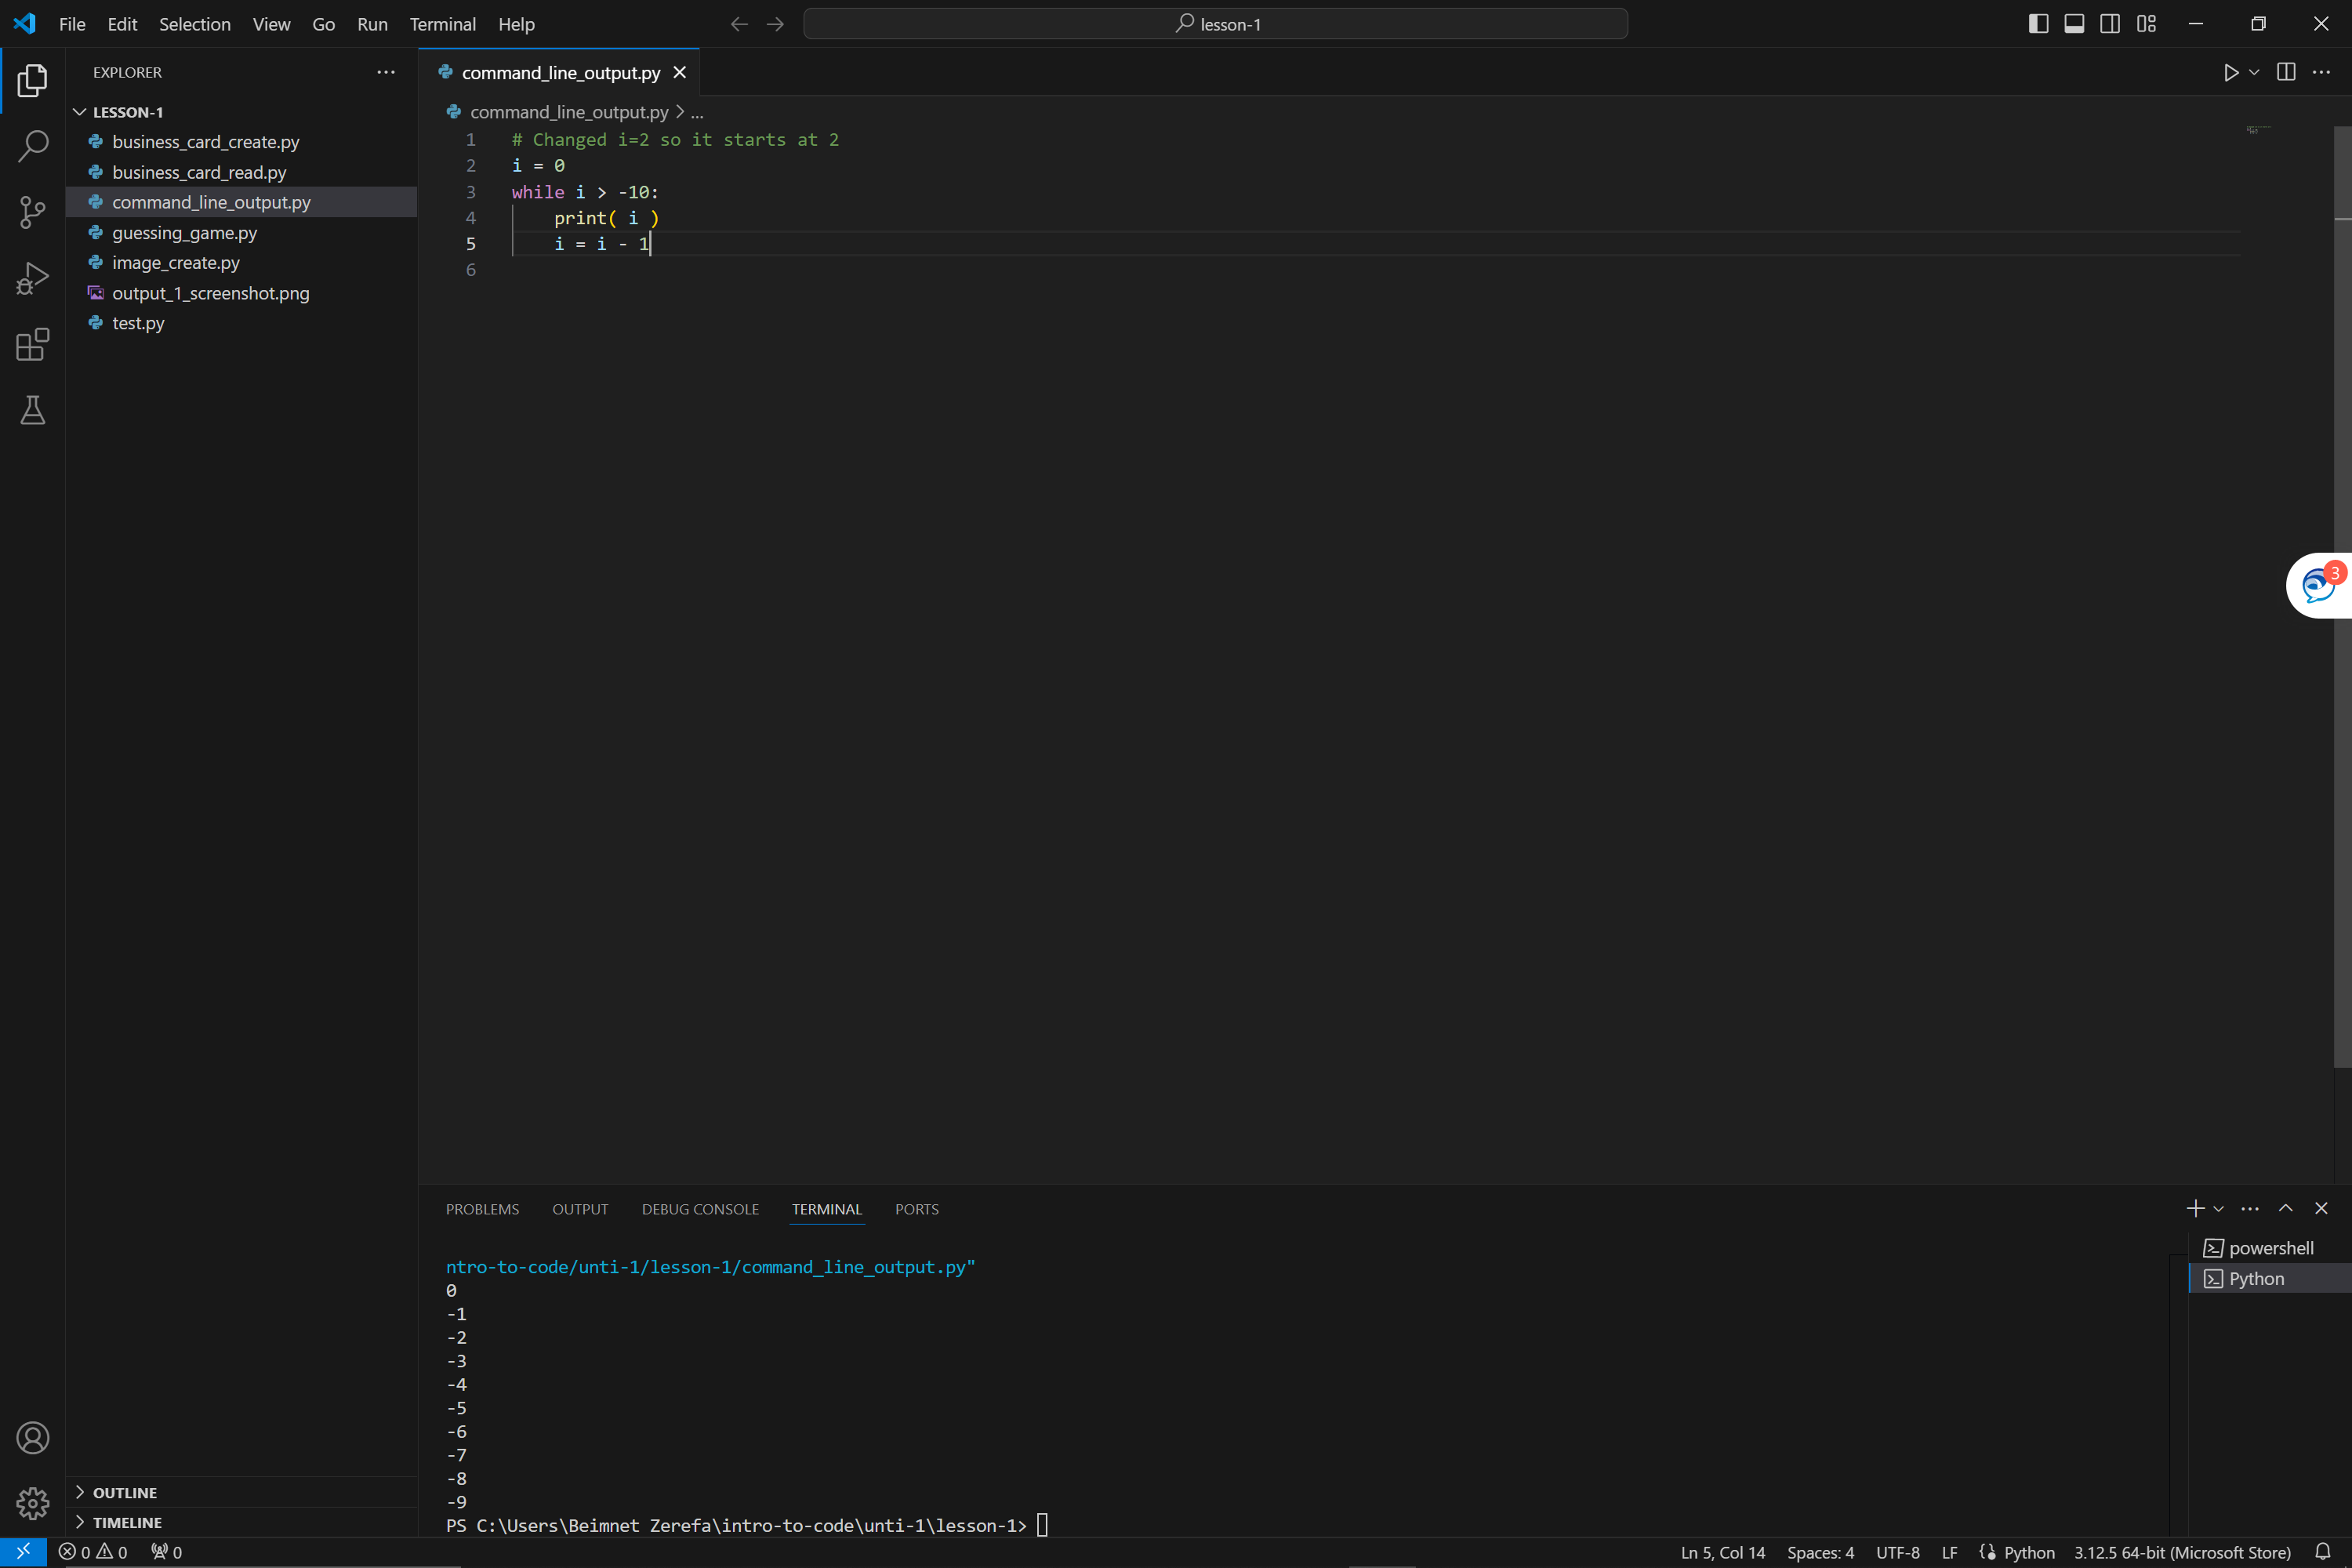 File Edit Selection View Go Run Terminal Help
lesson-1
EXPLORER
LESSON-1
business_card_create.py
business_card_read.py
command_line_output.py
guessing_game.py
image_create.py
output_1_screenshot.png
test.py
OUTLINE
TIMELINE
command_line_output.py
command_line_output.py > ...
1 # Changed i=2 so it starts at 2
2 i = 0
3 while i > -10:
4     print( i )
5     i = i - 1
6
3
PROBLEMS OUTPUT DEBUG CONSOLE TERMINAL PORTS
ntro-to-code/unti-1/lesson-1/command_line_output.py"
0
-1
-2
-3
-4
-5
-6
-7
-8
-9
PS C:\Users\Beimnet Zerefa\intro-to-code\unti-1\lesson-1>
powershell
Python
0 0 0 Ln 5, Col 14 Spaces: 4 UTF-8 LF Python 3.12.5 64-bit (Microsoft Store)